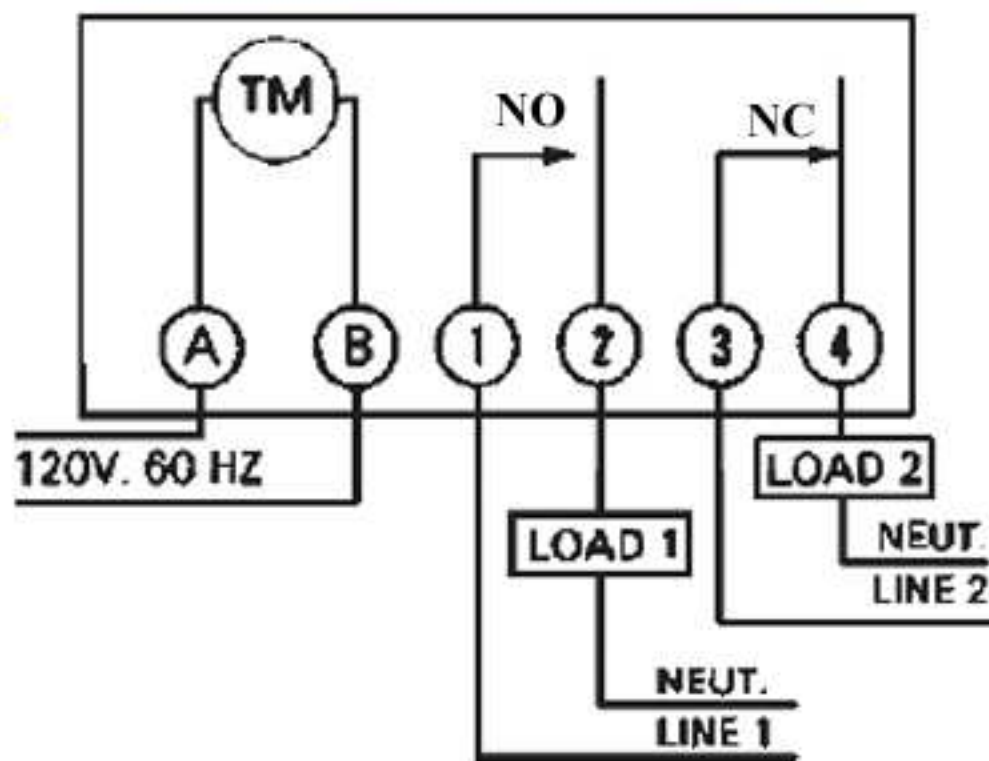 TM
NO
NC
A
B
1
2
3
4
120V. 60 HZ
LOAD 2
LOAD 1
NEUT.
LINE 2
NEUT.
LINE 1